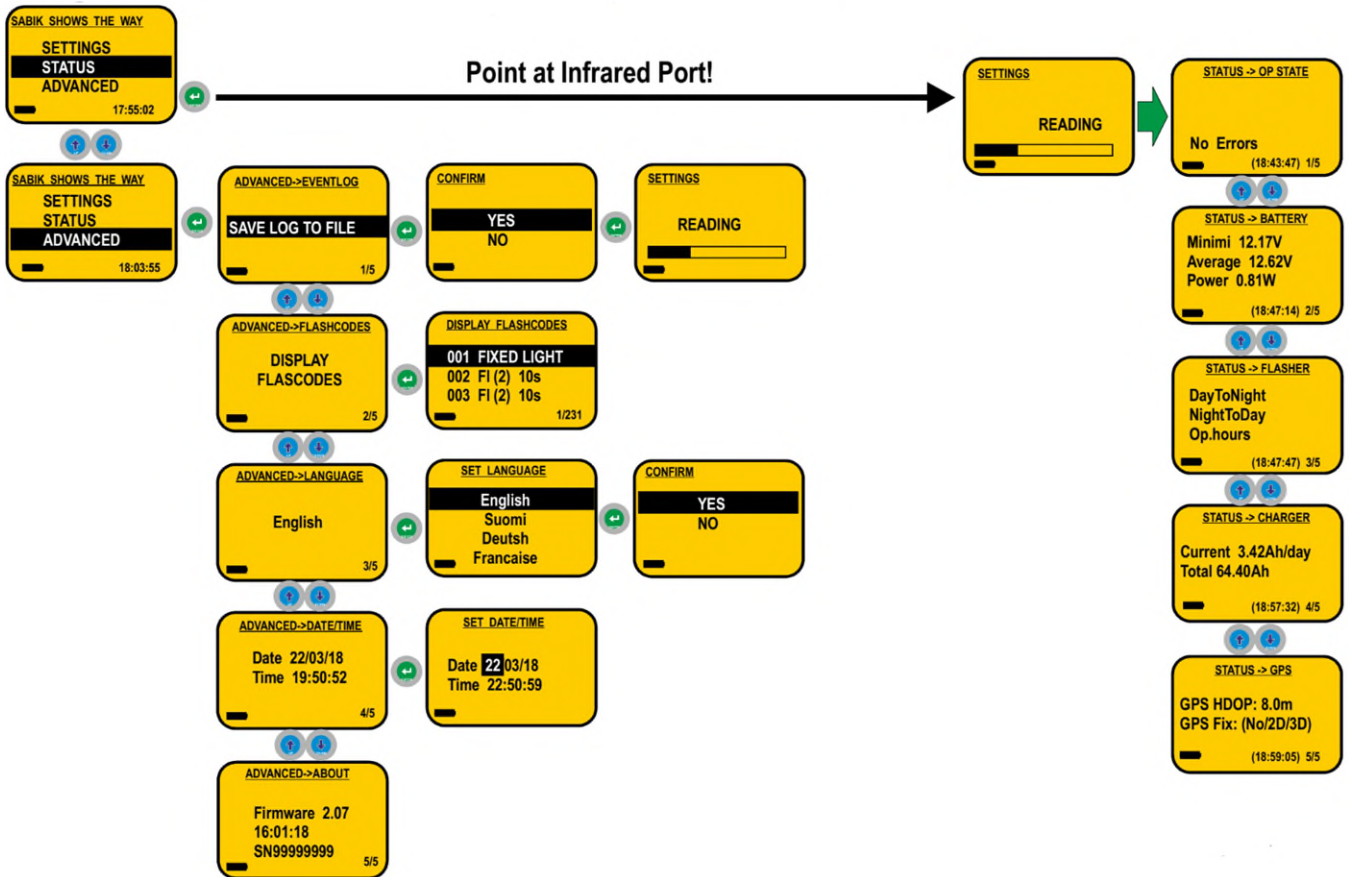 SABIK SHOWS THE WAY
SETTINGS
STATUS
ADVANCED
17:55:02
Point at Infrared Port!
SETTINGS
READING
STATUS -> OP STATE
No Errors
(18:43:47) 1/5
SABIK SHOWS THE WAY
SETTINGS
STATUS
ADVANCED
18:03:55
ADVANCED->EVENTLOG
SAVE LOG TO FILE
1/5
CONFIRM
YES
NO
SETTINGS
READING
STATUS -> BATTERY
Minimi 12.17V
Average 12.62V
Power 0.81W
(18:47:14) 2/5
ADVANCED->FLASHCODES
DISPLAY
FLASCODES
2/5
DISPLAY FLASHCODES
001 FIXED LIGHT
002 Fl (2) 10s
003 Fl (2) 10s
1/231
STATUS -> FLASHER
DayToNight
NightToDay
Op.hours
(18:47:47) 3/5
ADVANCED->LANGUAGE
English
3/5
SET LANGUAGE
English
Suomi
Deutsh
Francaise
CONFIRM
YES
NO
STATUS -> CHARGER
Current 3.42Ah/day
Total 64.40Ah
(18:57:32) 4/5
ADVANCED->DATE/TIME
Date 22/03/18
Time 19:50:52
4/5
SET DATE/TIME
Date 22 03/18
Time 22:50:59
STATUS -> GPS
GPS HDOP: 8.0m
GPS Fix: (No/2D/3D)
(18:59:05) 5/5
ADVANCED->ABOUT
Firmware 2.07
16:01:18
SN99999999
5/5